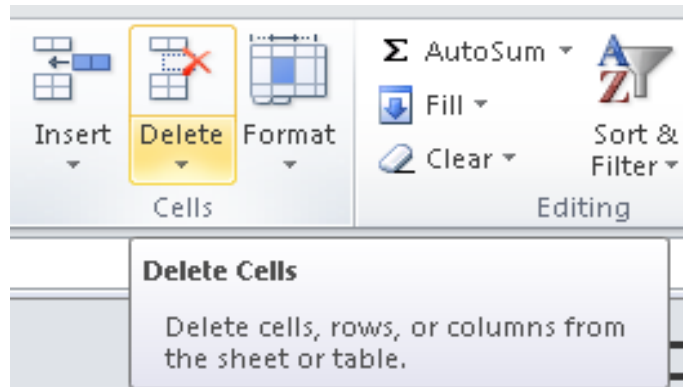 Σ AutoSum
Fill
Clear
Insert Delete Format
Sort &
Filter
Cells
Editing
Delete Cells
Delete cells, rows, or columns from
the sheet or table.